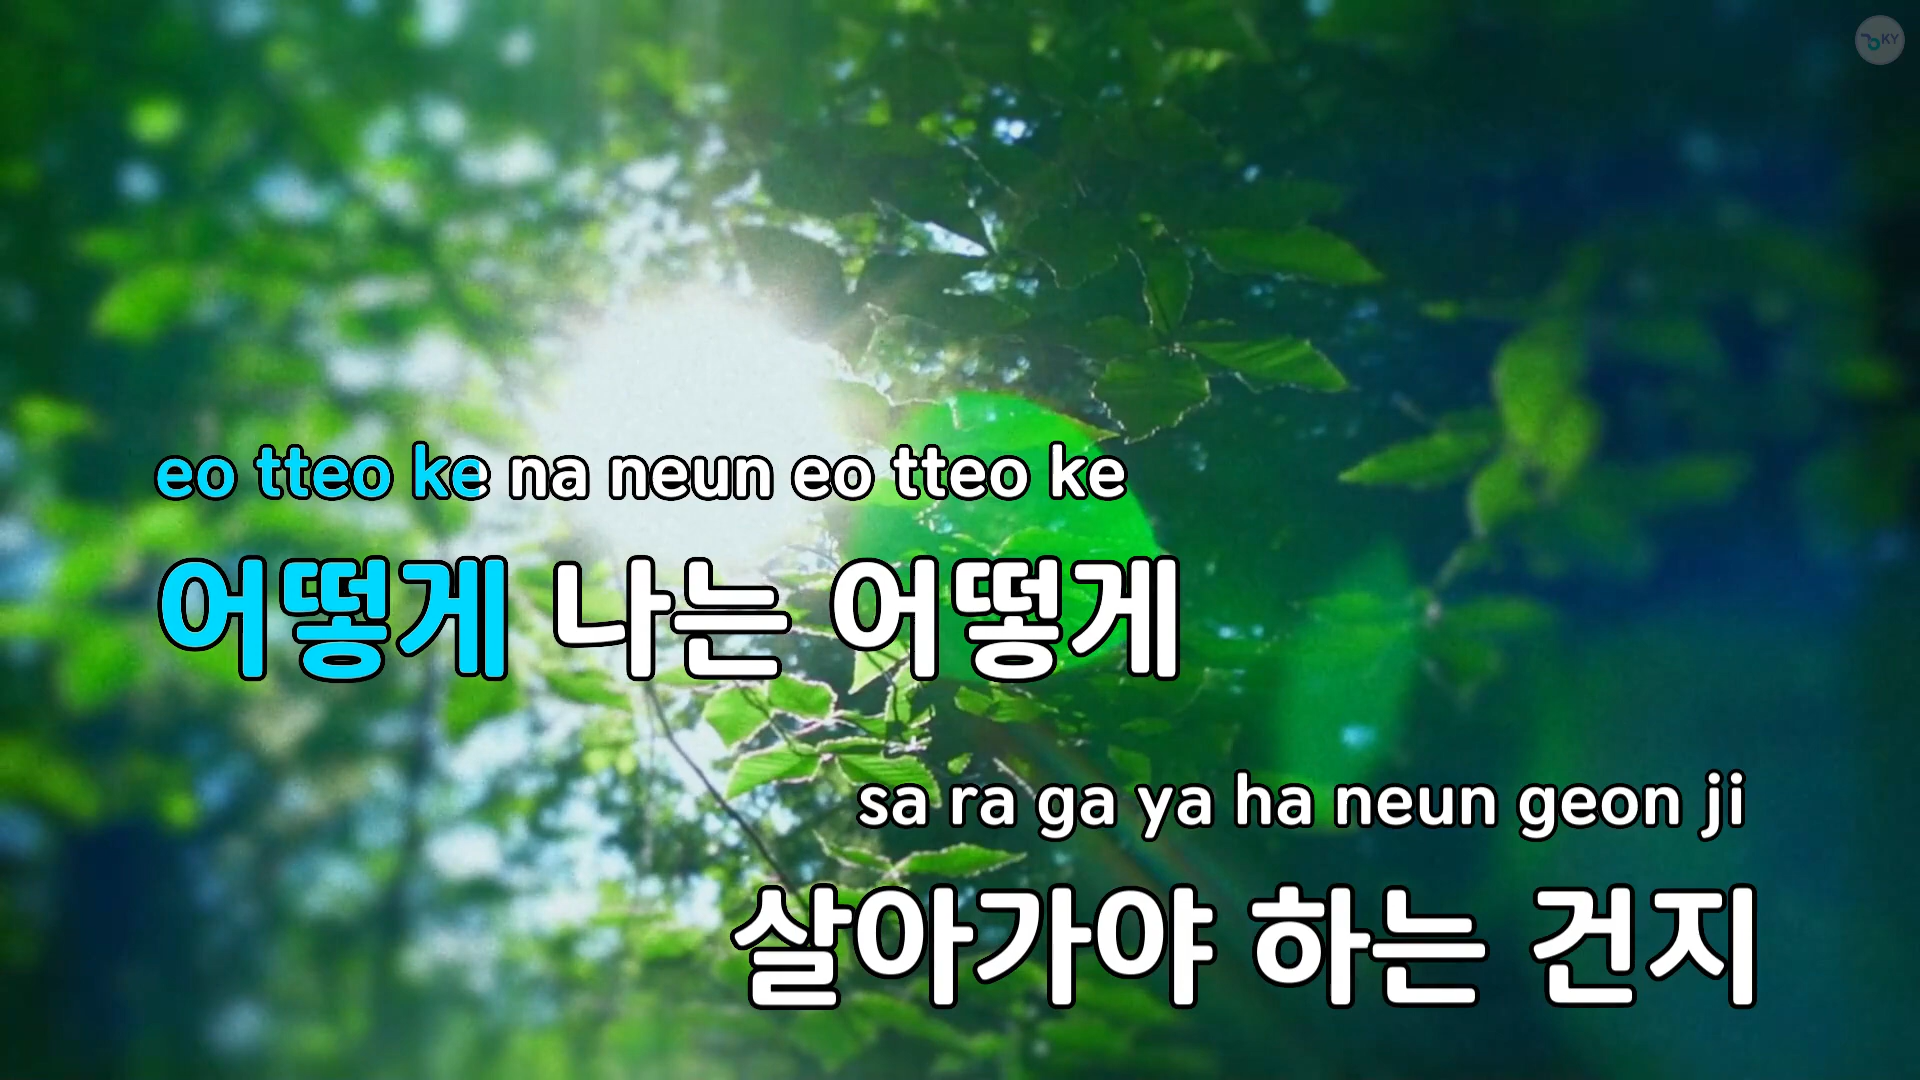 KY
eo tteo ke na neun eo tteo ke
어떻게 나는 어떻게
sa ra ga ya ha neun geon ji
살아가야 하는 건지